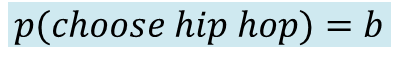 p(choose hip hop) = b